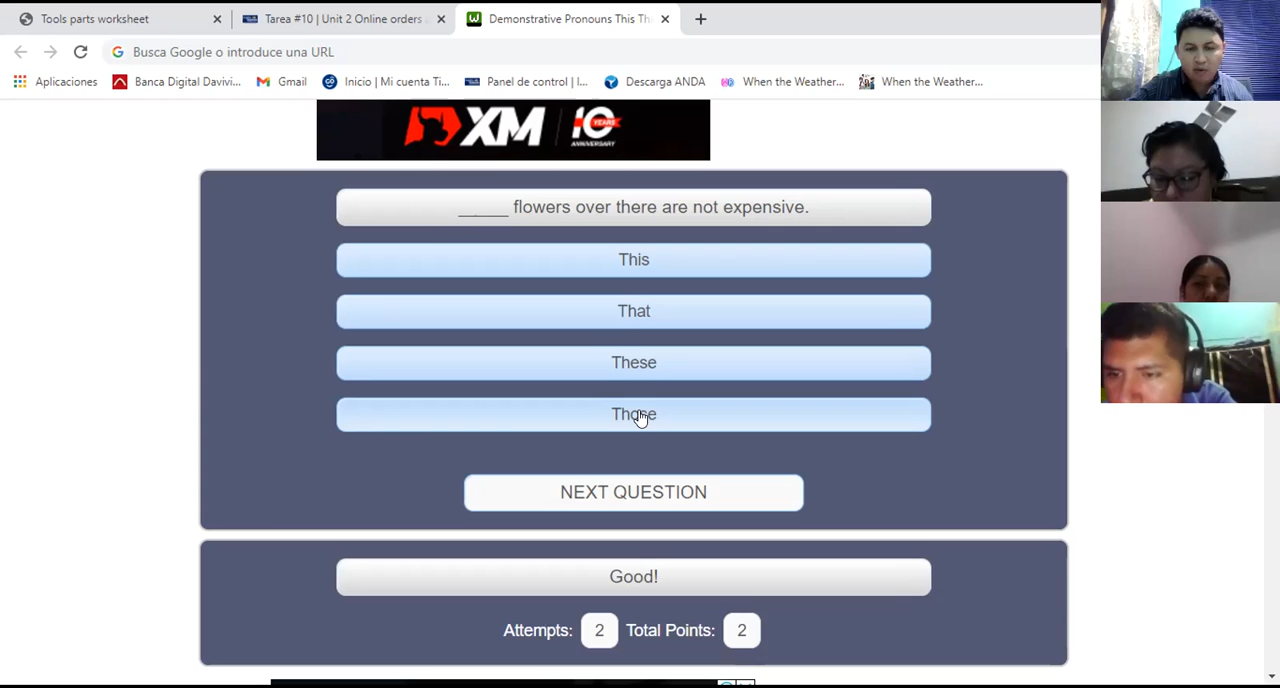 Tools parts worksheet
Tarea #10 | Unit 2 Online orders
Demonstrative Pronouns This Th
Busca Google o introduce una URL
Aplicaciones
Banca Digital Davivi...
Gmail
Inicio | Mi cuenta Ti...
Panel de control | I...
Descarga ANDA
When the Weather...
When the Weather...
XM 10 YEARS ANNIVERSARY
_____ flowers over there are not expensive.
This
That
These
Those
NEXT QUESTION
Good!
Attempts: 2 Total Points: 2